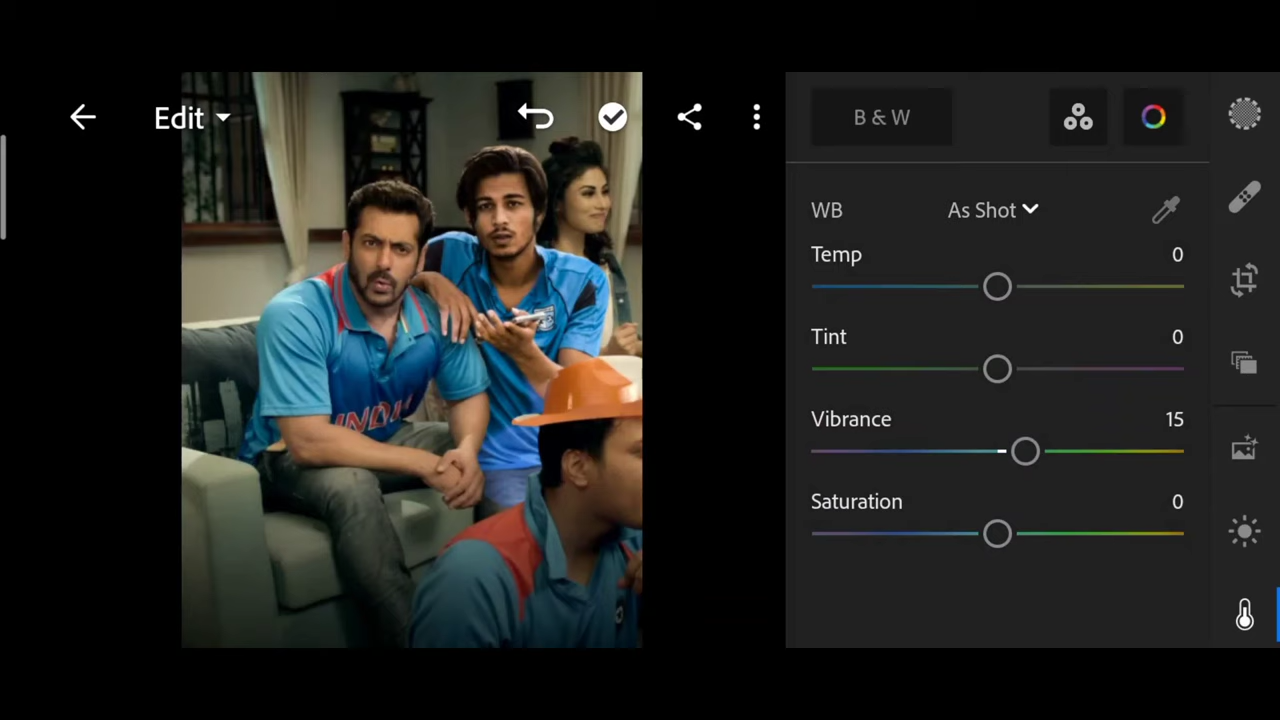 Edit
B & W
WB As Shot
Temp 0
Tint 0
Vibrance 15
Saturation 0
INDIA